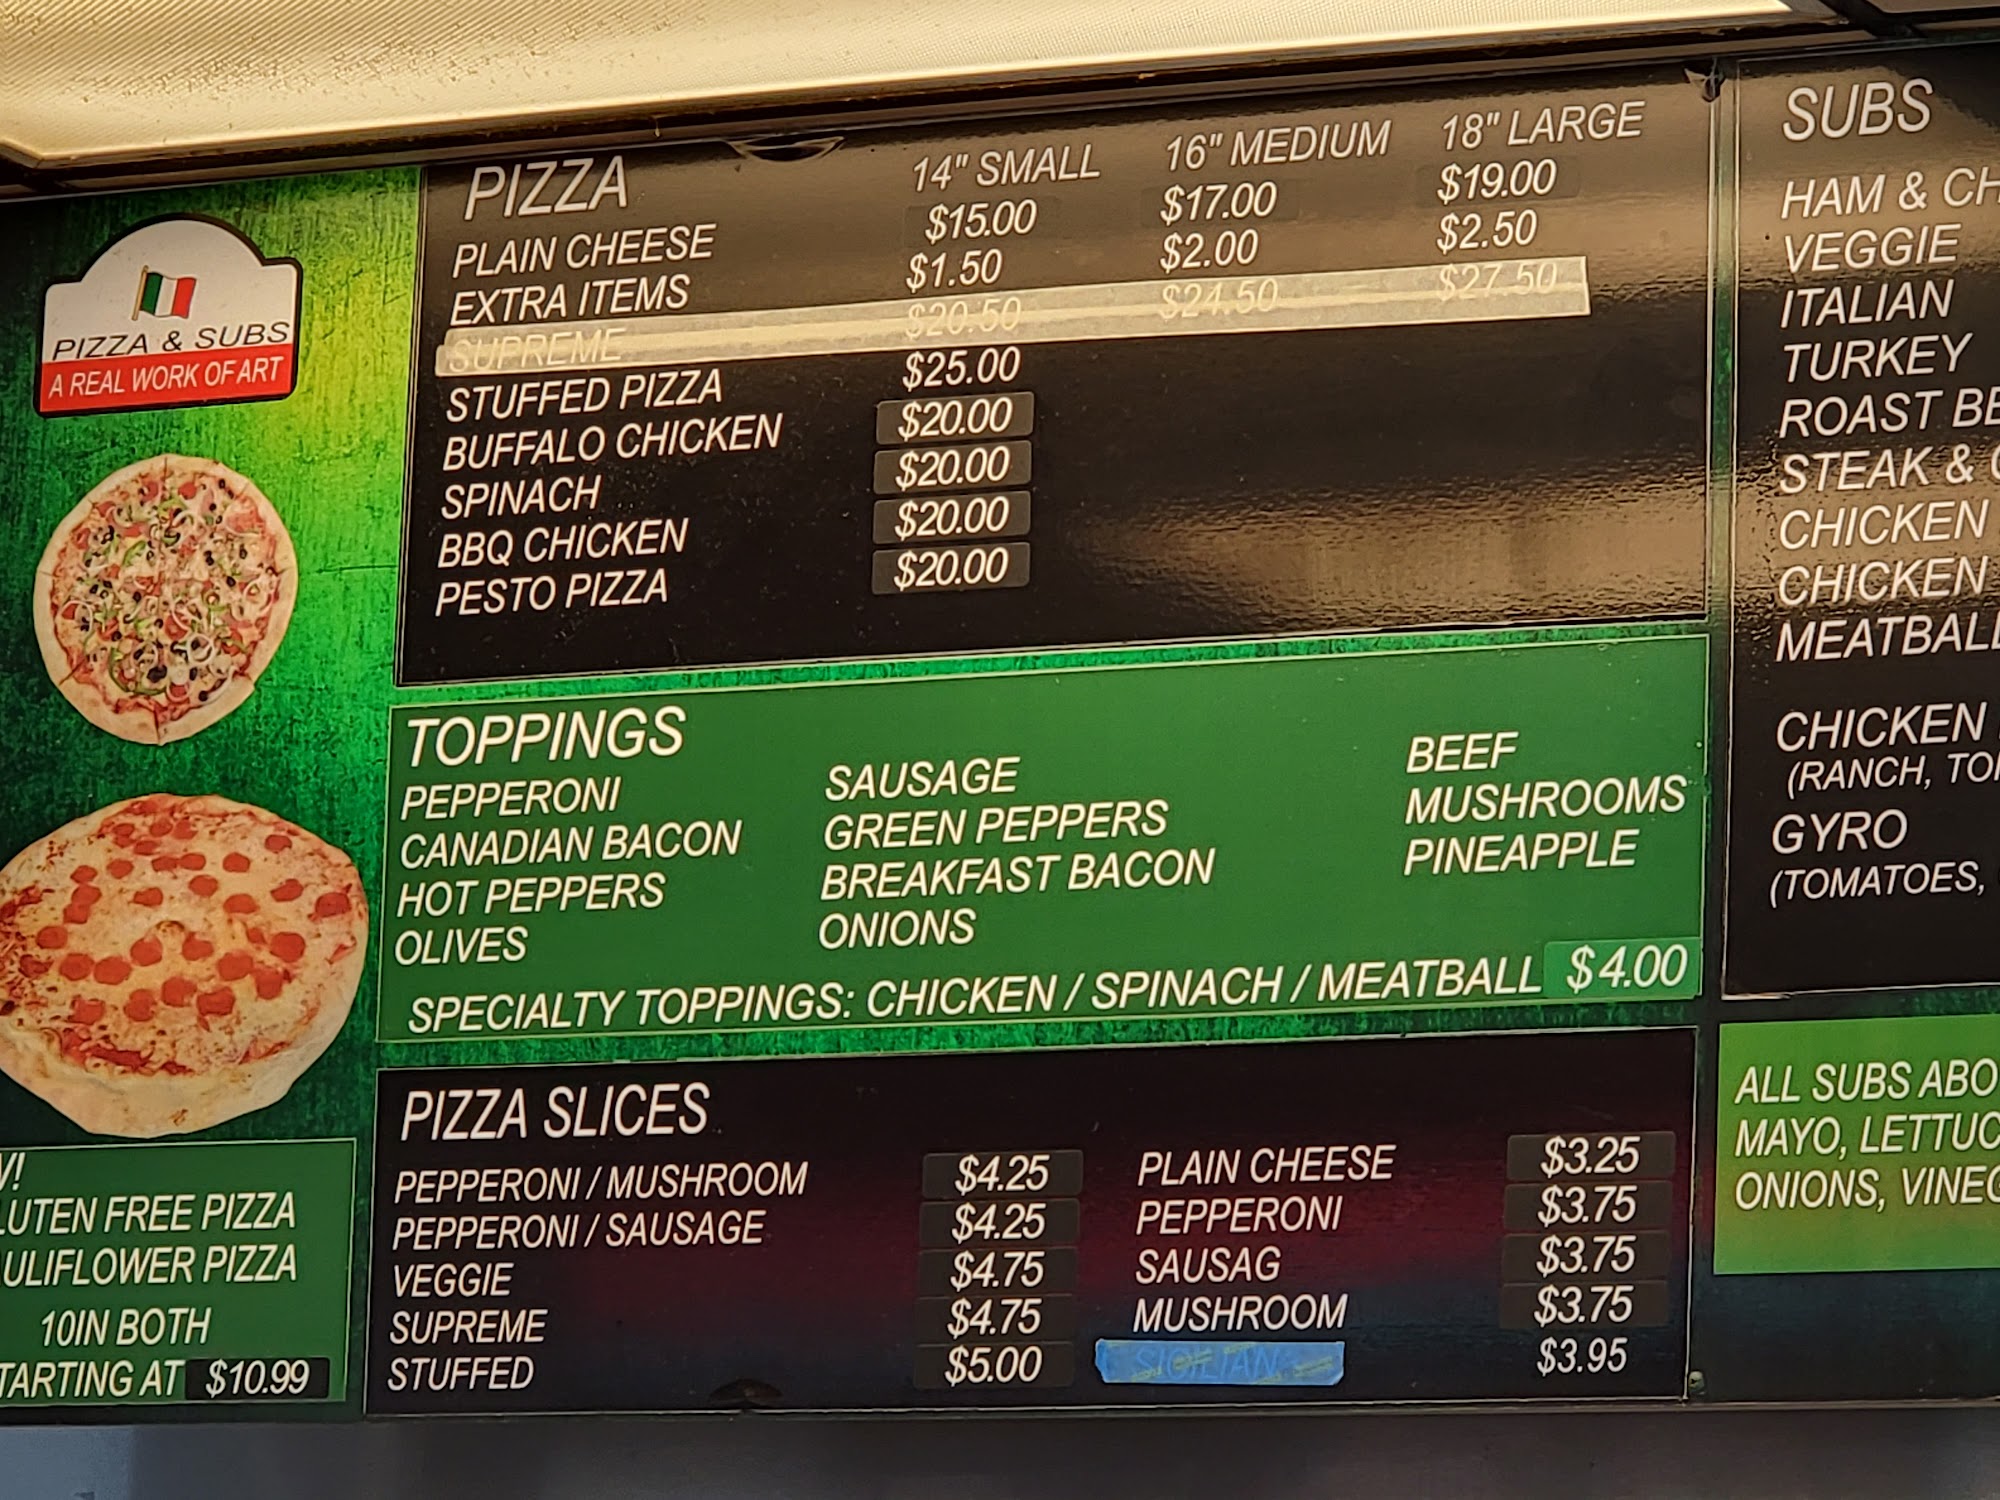 PIZZA & SUBS
A REAL WORK OF ART
PIZZA 14" SMALL 16" MEDIUM 18" LARGE
PLAIN CHEESE $15.00 $17.00 $19.00
EXTRA ITEMS $1.50 $2.00 $2.50
SUPREME $20.50 $24.50 $27.50
STUFFED PIZZA $25.00
BUFFALO CHICKEN $20.00
SPINACH $20.00
BBQ CHICKEN $20.00
PESTO PIZZA $20.00
TOPPINGS
PEPPERONI SAUSAGE BEEF
CANADIAN BACON GREEN PEPPERS MUSHROOMS
HOT PEPPERS BREAKFAST BACON PINEAPPLE
OLIVES ONIONS
SPECIALTY TOPPINGS: CHICKEN / SPINACH / MEATBALL $4.00
PIZZA SLICES
PEPPERONI / MUSHROOM $4.25 PLAIN CHEESE $3.25
PEPPERONI / SAUSAGE $4.25 PEPPERONI $3.75
VEGGIE $4.75 SAUSAG $3.75
SUPREME $4.75 MUSHROOM $3.75
STUFFED $5.00 SICILIAN $3.95
LUTEN FREE PIZZA
ULIFLOWER PIZZA
10IN BOTH
TARTING AT $10.99
SUBS
HAM & CH
VEGGIE
ITALIAN
TURKEY
ROAST BE
STEAK &
CHICKEN
CHICKEN
MEATBALL
CHICKEN
(RANCH, TO
GYRO
(TOMATOES,
ALL SUBS ABO
MAYO, LETTUC
ONIONS, VINEG